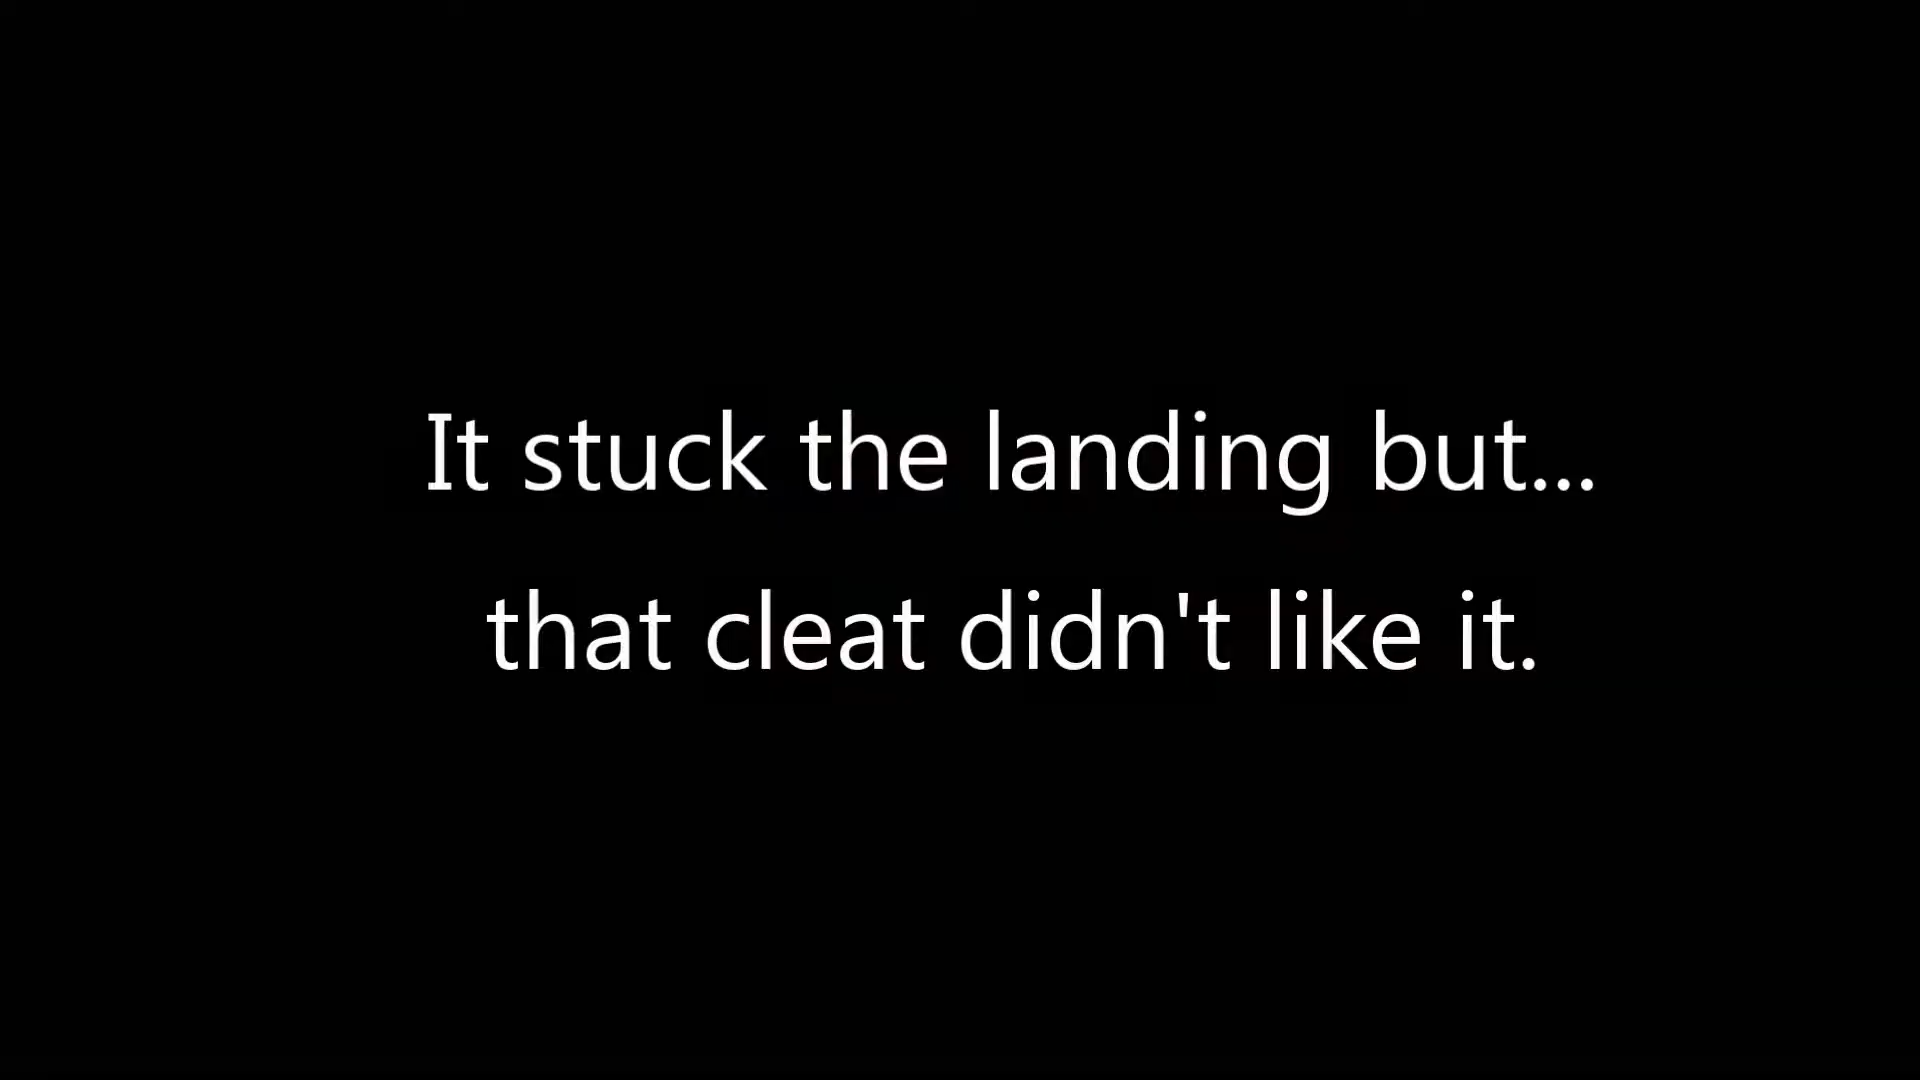 It stuck the landing but...
that cleat didn't like it.